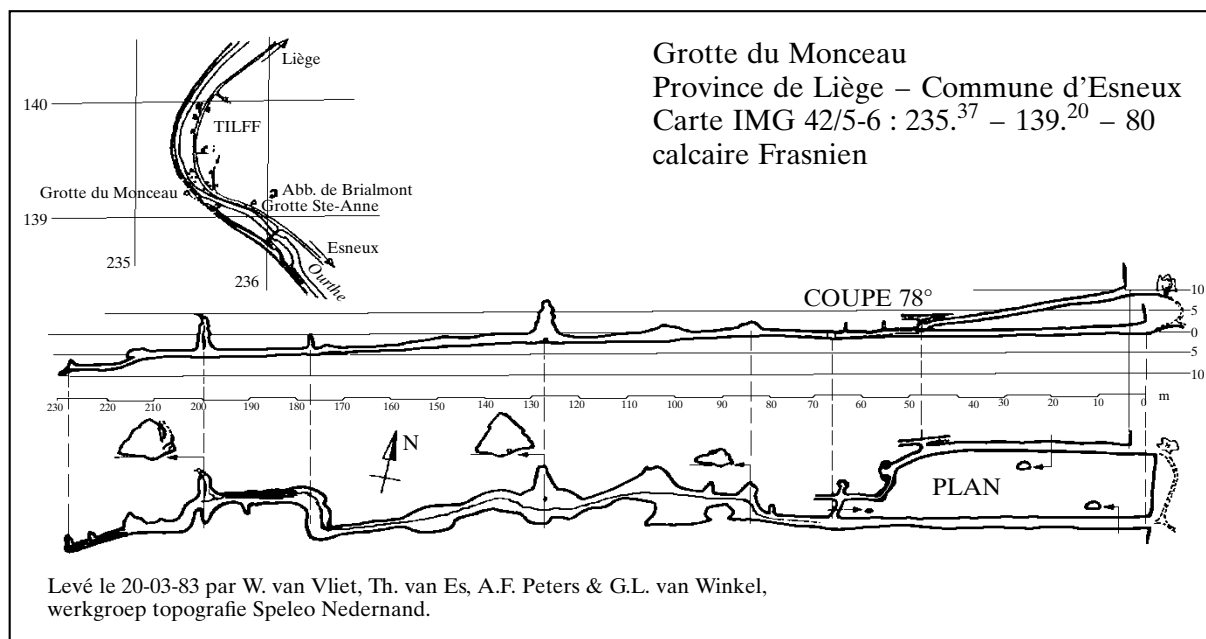 Grotte du Monceau
Province de Liège – Commune d'Esneux
Carte IMG 42/5-6 : 235.³⁷ – 139.²⁰ – 80
calcaire Frasnien
Liège
140
TILFF
Grotte du Monceau
Abb. de Brialmont
Grotte Ste-Anne
139
Esneux
235
236
Ourthe
COUPE 78°
10
5
0
5
10
230 220 210 200 190 180 170 160 150 140 130 120 110 100 90 80 70 60 50 40 30 20 10 0 m
N
PLAN
Levé le 20-03-83 par W. van Vliet, Th. van Es, A.F. Peters & G.L. van Winkel,
werkgroep topografie Speleo Nedernand.